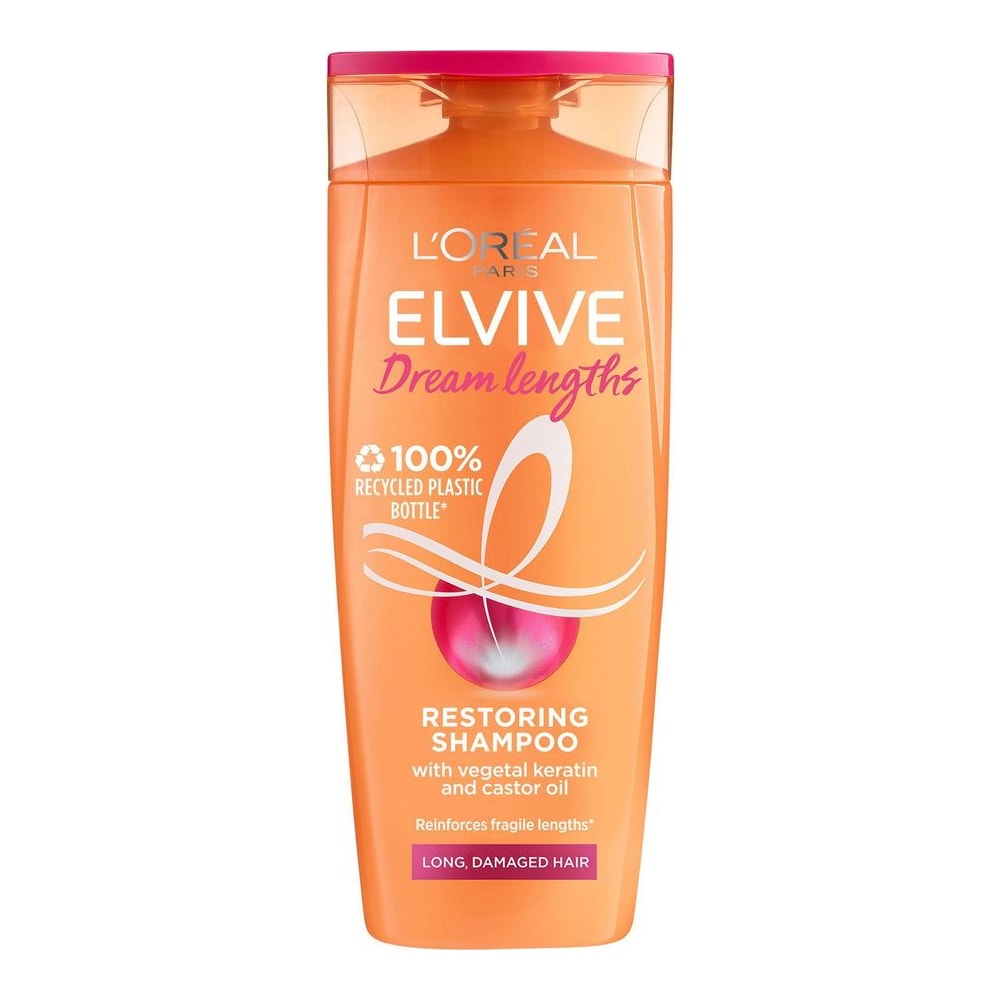 L'ORÉAL
PARIS
ELVIVE
Dream lengths
100%
RECYCLED PLASTIC
BOTTLE*
RESTORING
SHAMPOO
with vegetal keratin
and castor oil
Reinforces fragile lengths*
LONG, DAMAGED HAIR